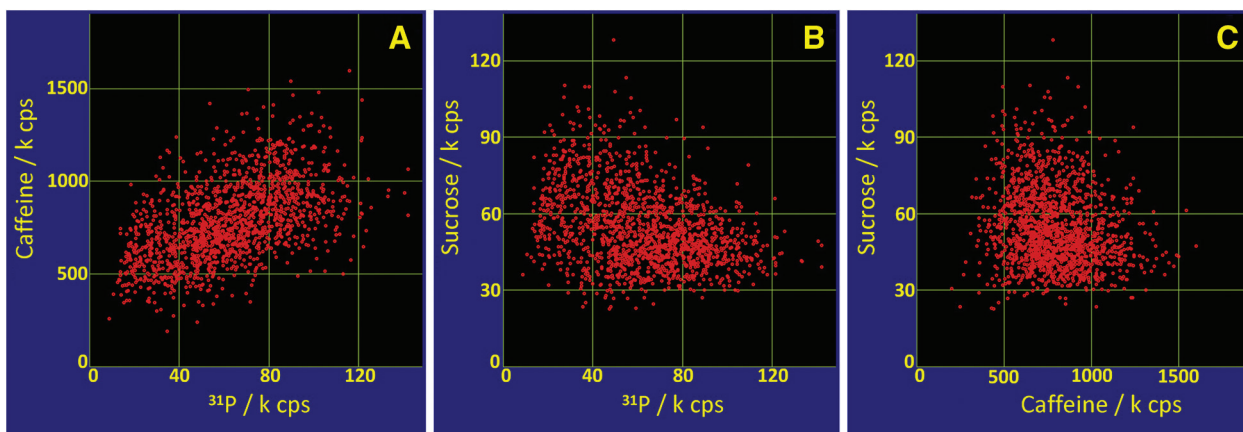 A
Caffeine / k cps
1500
1000
500
0
0 40 80 120
³¹P / k cps
B
Sucrose / k cps
120
90
60
30
0
0 40 80 120
³¹P / k cps
C
Sucrose / k cps
120
90
60
30
0
0 500 1000 1500
Caffeine / k cps